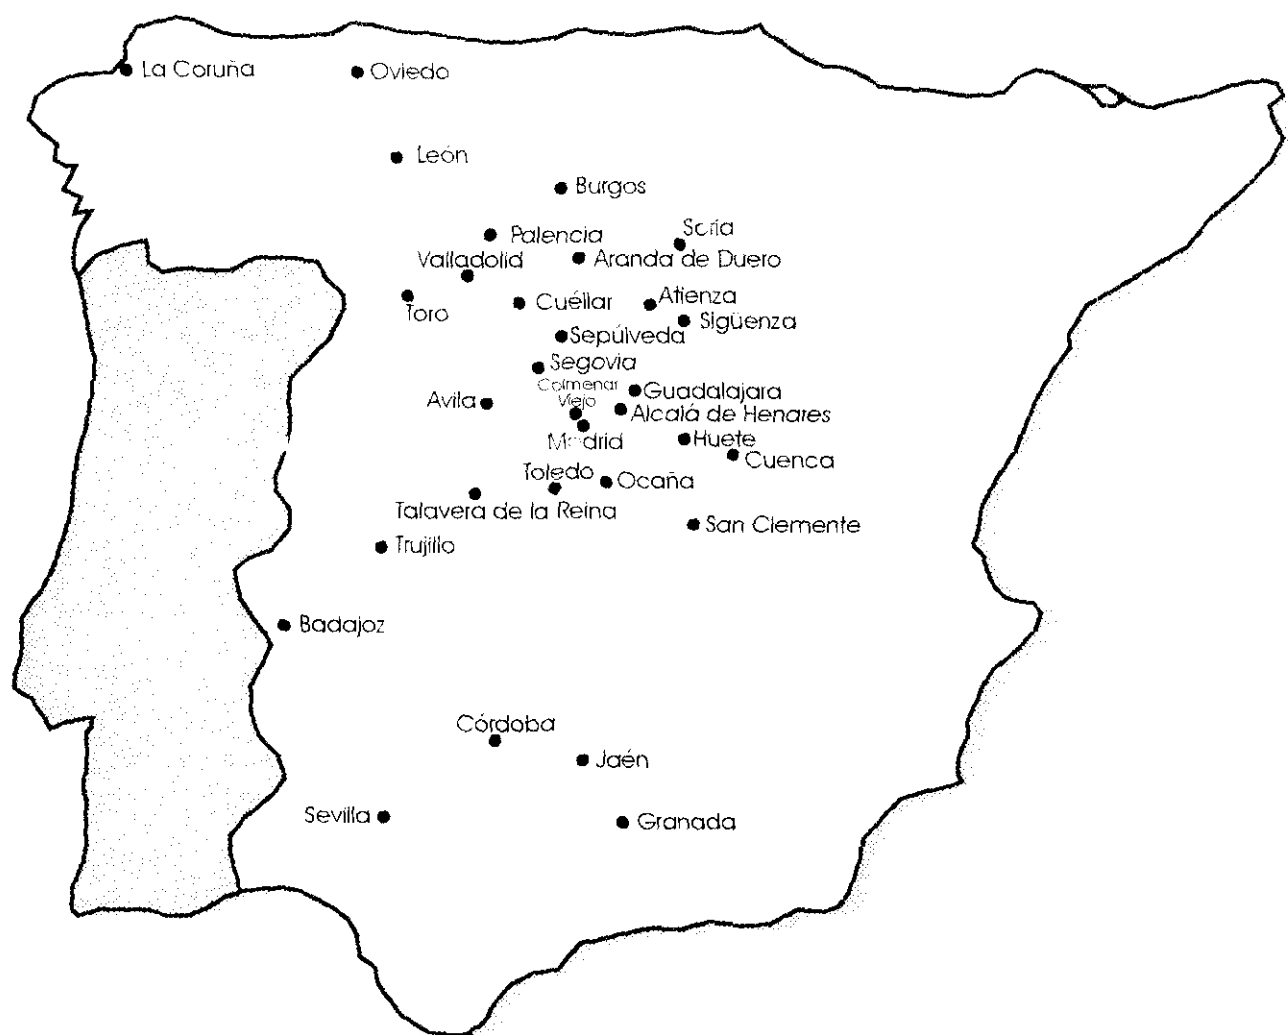 La Coruña
Oviedo
León
Burgos
Palencia
Soria
Valladolid
Aranda de Duero
Toro
Cuéllar
Atienza
Sigüenza
Sepúlveda
Segovia
Colmenar
Viejo
Guadalajara
Avila
Alcalá de Henares
Madrid
Huete
Cuenca
Toledo
Ocaña
Talavera de la Reina
San Clemente
Trujillo
Badajoz
Córdoba
Jaén
Sevilla
Granada